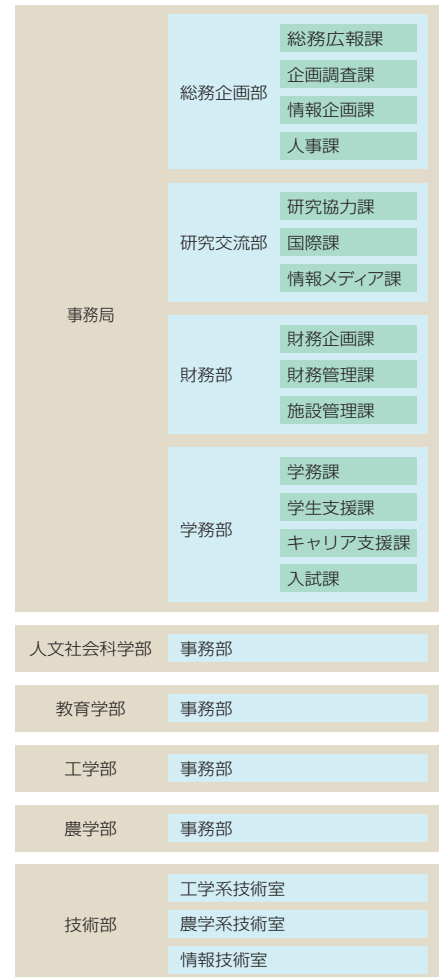 事務局
総務企画部
総務広報課
企画調査課
情報企画課
人事課
研究交流部
研究協力課
国際課
情報メディア課
財務部
財務企画課
財務管理課
施設管理課
学務部
学務課
学生支援課
キャリア支援課
入試課
人文社会科学部 事務部
教育学部 事務部
工学部 事務部
農学部 事務部
技術部
工学系技術室
農学系技術室
情報技術室